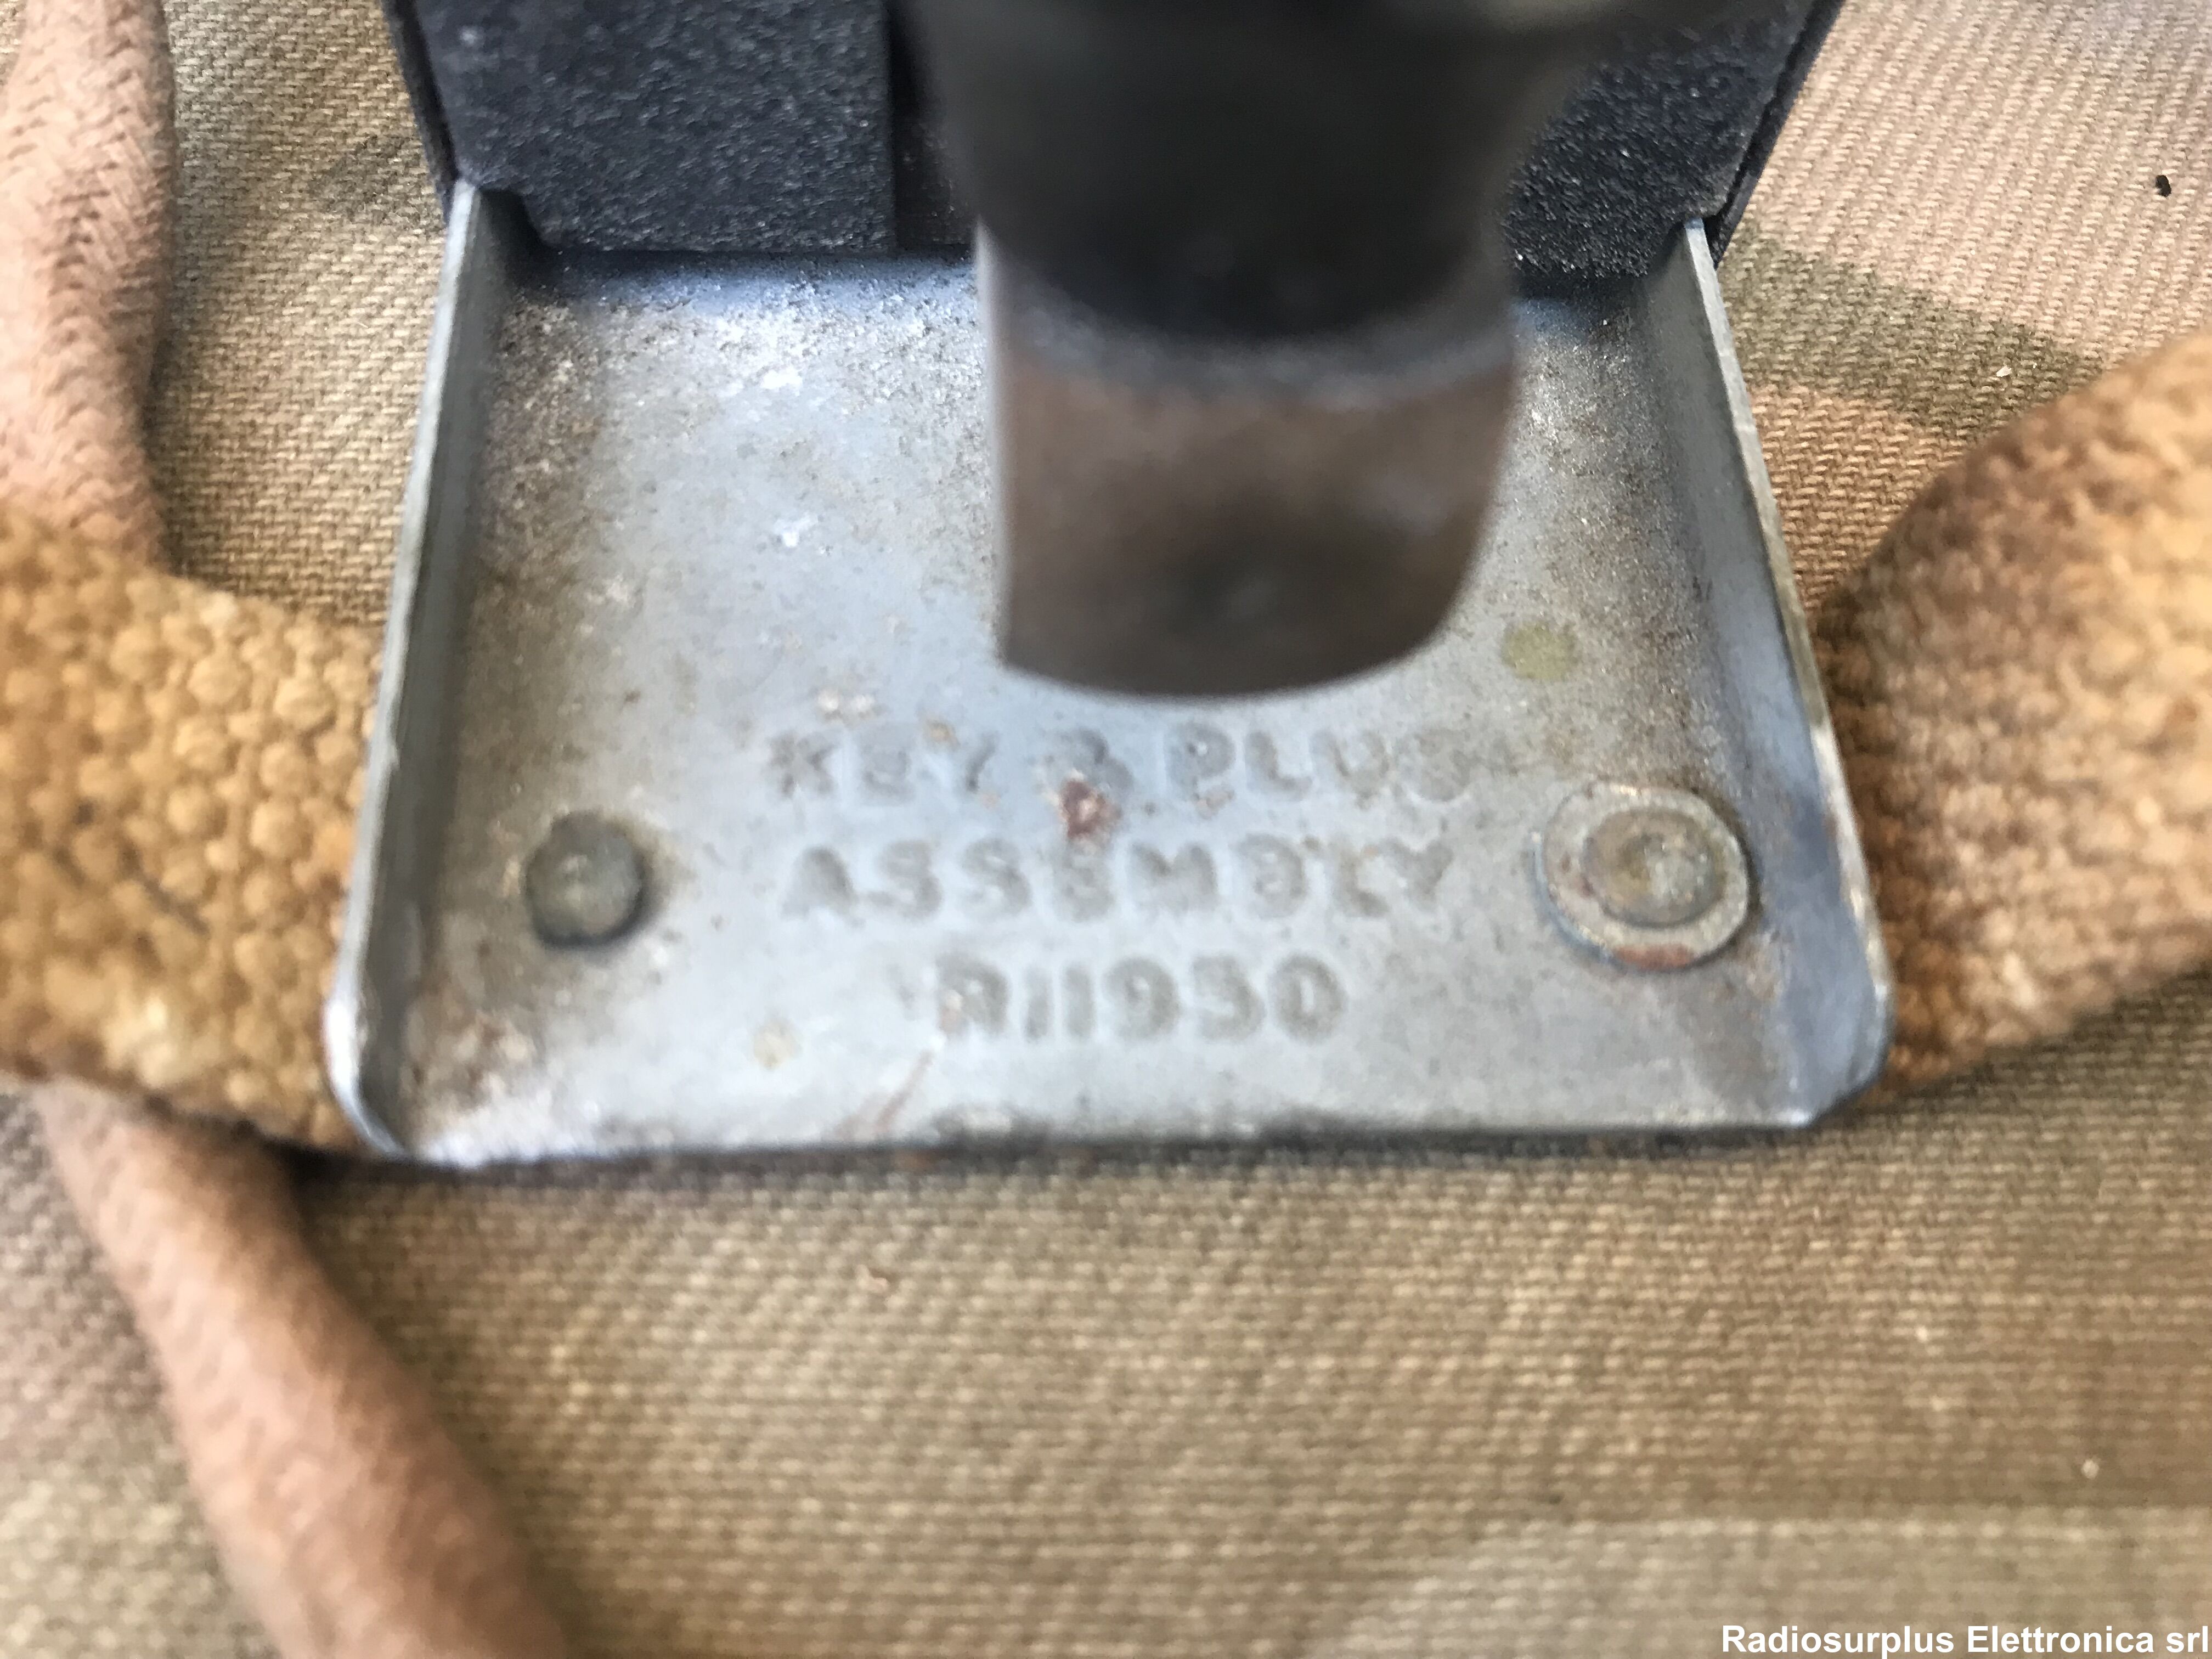 KEY & PLUG
ASSEMBLY
R11950
Radiosurplus Elettronica srl